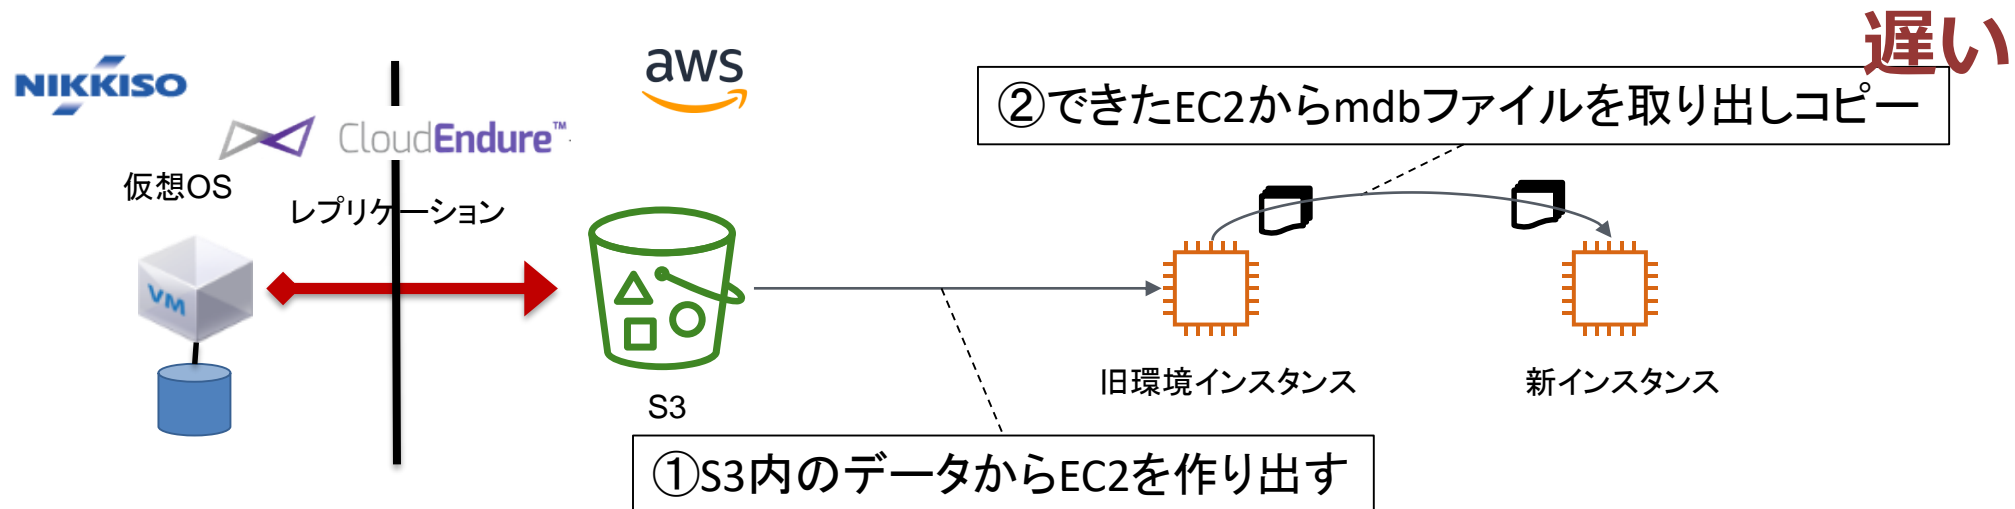 遅い
NIKKISO
aws
②できたEC2からmdbファイルを取り出しコピー
CloudEndure™
仮想OS
レプリケーション
VM
旧環境インスタンス
新インスタンス
S3
①S3内のデータからEC2を作り出す